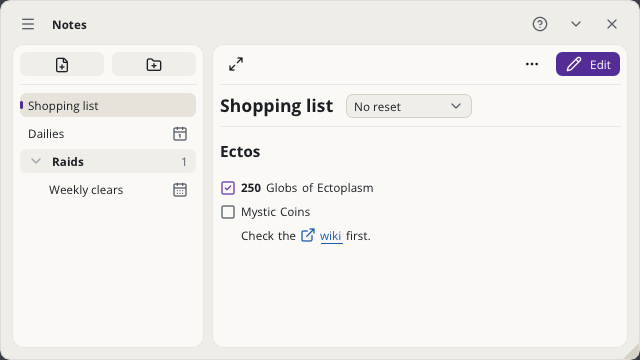 Notes
Edit
Shopping list
Dailies
Raids 1
Weekly clears
Shopping list No reset
Ectos
250 Globs of Ectoplasm
Mystic Coins
Check the wiki first.